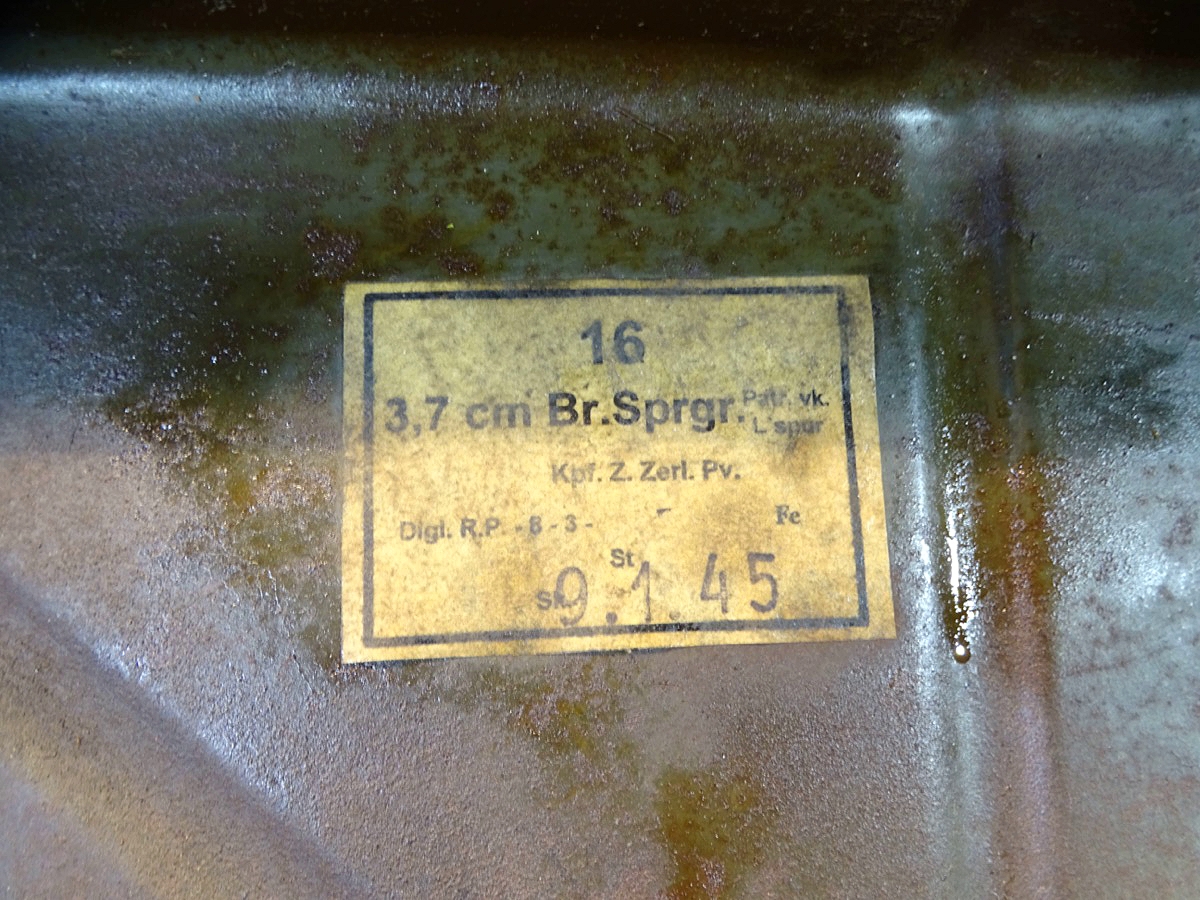 16
3,7 cm Br.Sprgr. Patr. vk.
L'spur
Kpf. Z. Zerl. Pv.
Digl. R.P. - 8 - 3 - Fe
St
9.1.45